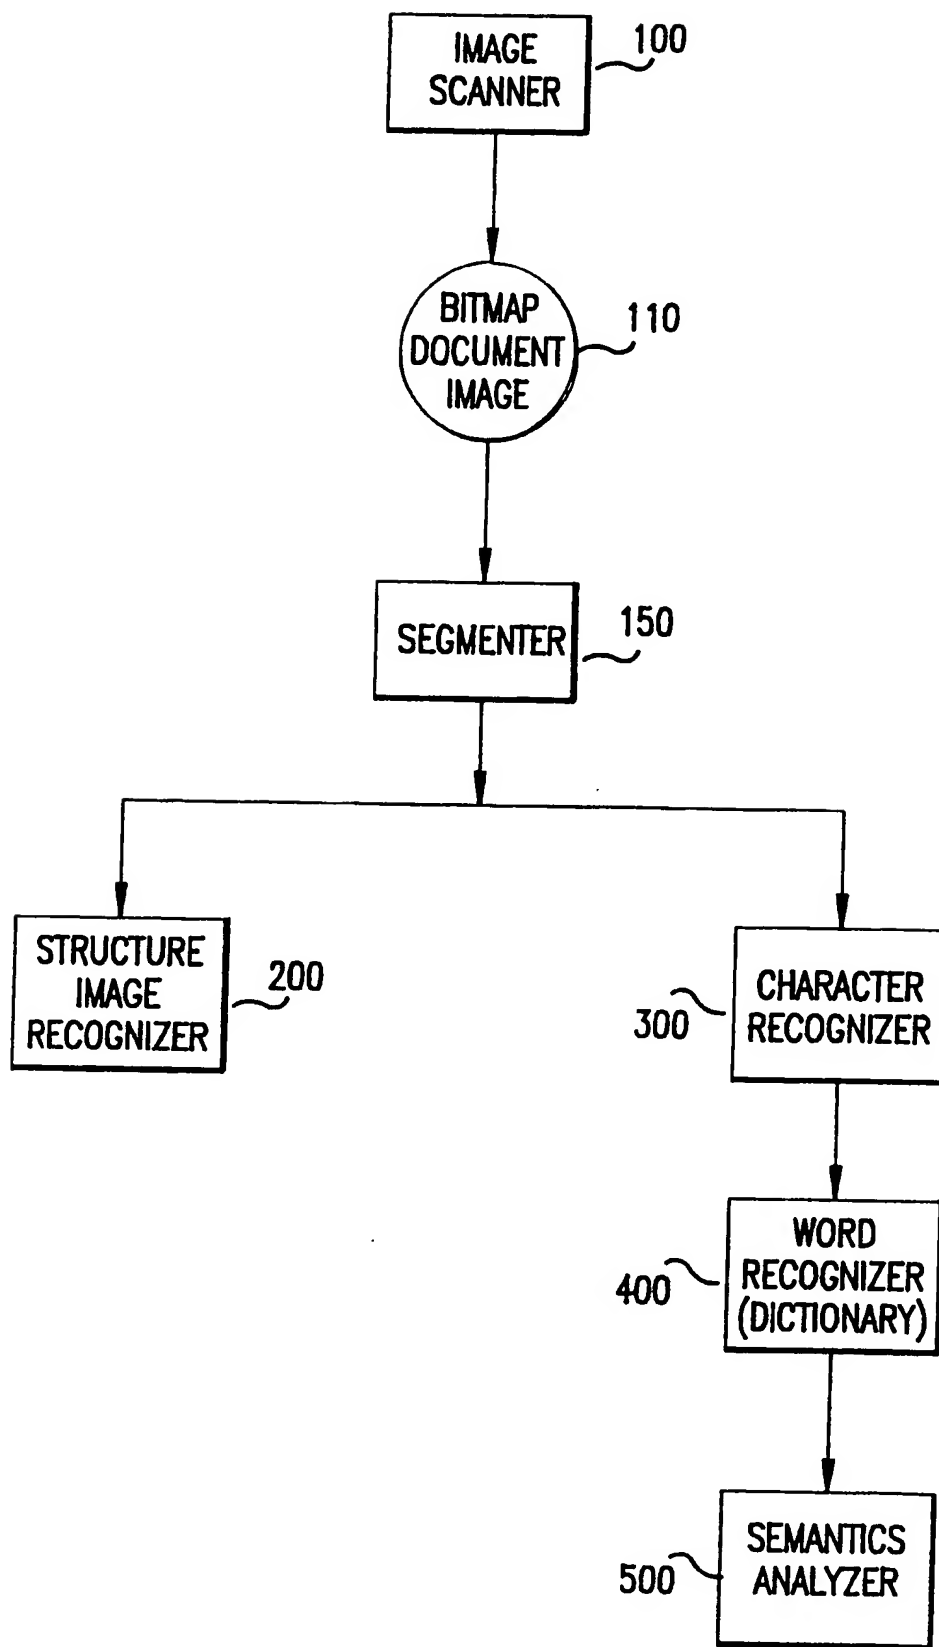 IMAGE
SCANNER
100
BITMAP
DOCUMENT
IMAGE
110
SEGMENTER
150
STRUCTURE
IMAGE
RECOGNIZER
200
CHARACTER
RECOGNIZER
300
WORD
RECOGNIZER
(DICTIONARY)
400
SEMANTICS
ANALYZER
500